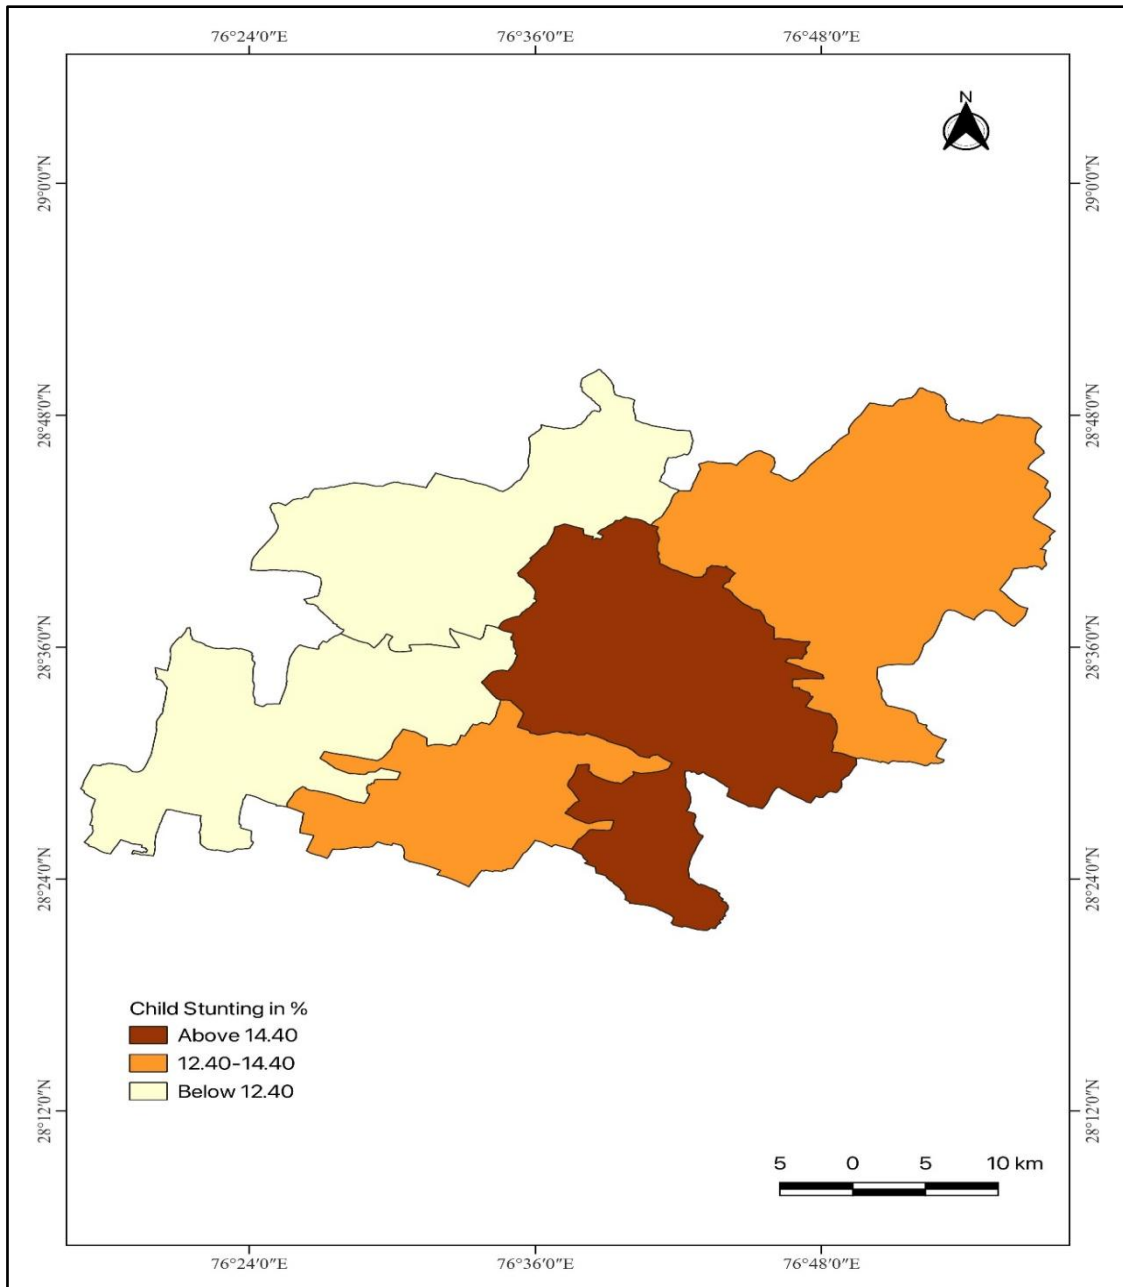 76°24′0″E 76°36′0″E 76°48′0″E
N
29°0′0″N 29°0′0″N
28°48′0″N 28°48′0″N
28°36′0″N 28°36′0″N
28°24′0″N 28°24′0″N
Child Stunting in %
Above 14.40
12.40-14.40
Below 12.40
28°12′0″N 28°12′0″N
5 0 5 10 km
76°24′0″E 76°36′0″E 76°48′0″E